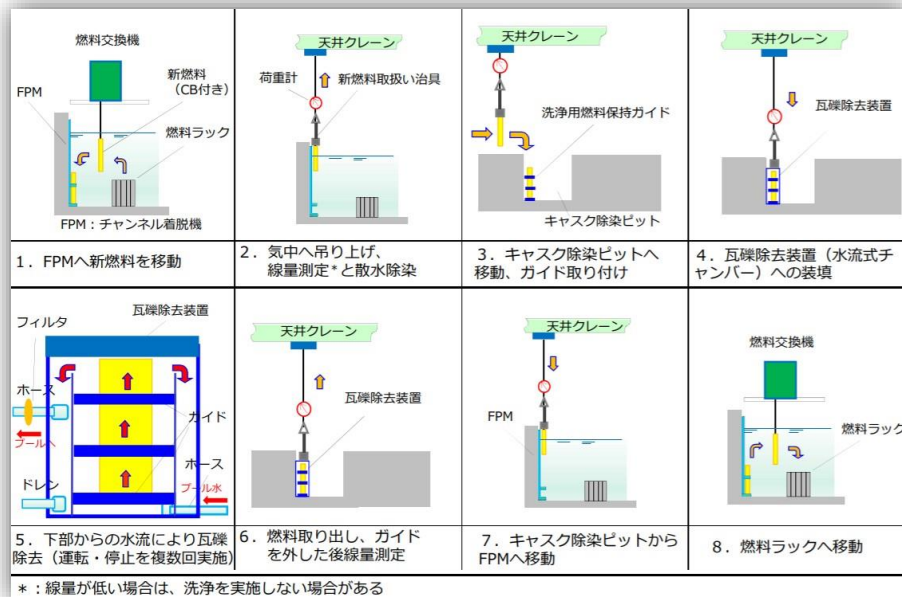 燃料交換機
新燃料
（CB付き）
FPM
燃料ラック
FPM：チャンネル着脱機
1．FPMへ新燃料を移動
天井クレーン
荷重計
新燃料取扱い治具
2．気中へ吊り上げ、
線量測定*と散水除染
天井クレーン
洗浄用燃料保持ガイド
キャスク除染ピット
3．キャスク除染ピットへ
移動、ガイド取り付け
天井クレーン
瓦礫除去装置
4．瓦礫除去装置（水流式チ
ャンバー）への装填
瓦礫除去装置
フィルタ
ホース
プールへ
ガイド
ホース
ドレン
プール水
5．下部からの水流により瓦礫
除去（運転・停止を複数回実施）
天井クレーン
瓦礫除去装置
6．燃料取り出し、ガイド
を外した後線量測定
天井クレーン
FPM
7．キャスク除染ピットから
FPMへ移動
燃料交換機
燃料ラック
8．燃料ラックへ移動
*：線量が低い場合は、洗浄を実施しない場合がある